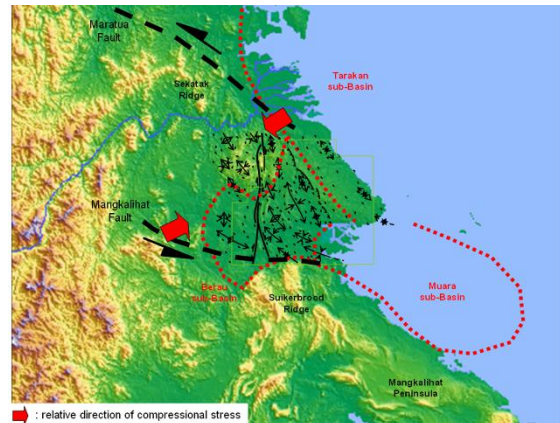 Maratua
Fault
Sekatak
Ridge
Tarakan
sub-Basin
Mangkalihat
Fault
Berau
sub-Basin
Suikerbrood
Ridge
Muara
sub-Basin
Mangkalihat
Peninsula
: relative direction of compressional stress